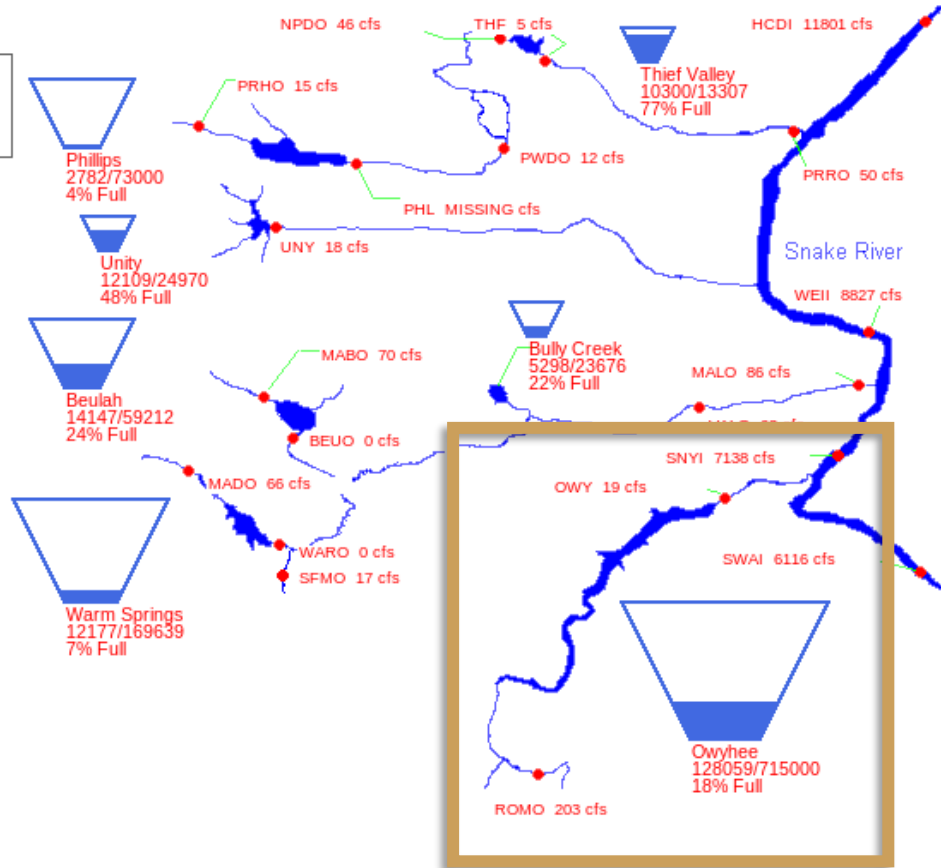 NPDO 46 cfs
THF 5 cfs
HCDI 11801 cfs
Thief Valley
10300/13307
77% Full
PRHO 15 cfs
Phillips
2782/73000
4% Full
PWDO 12 cfs
PRRO 50 cfs
PHL MISSING cfs
UNY 18 cfs
Unity
12109/24970
48% Full
Snake River
WEII 8827 cfs
Bully Creek
5298/23676
22% Full
MABO 70 cfs
MALO 86 cfs
Beulah
14147/59212
24% Full
BEUO 0 cfs
SNYI 7138 cfs
MADO 66 cfs
OWY 19 cfs
WARO 0 cfs
SFMO 17 cfs
SWAI 6116 cfs
Warm Springs
12177/169639
7% Full
Owyhee
128059/715000
18% Full
ROMO 203 cfs